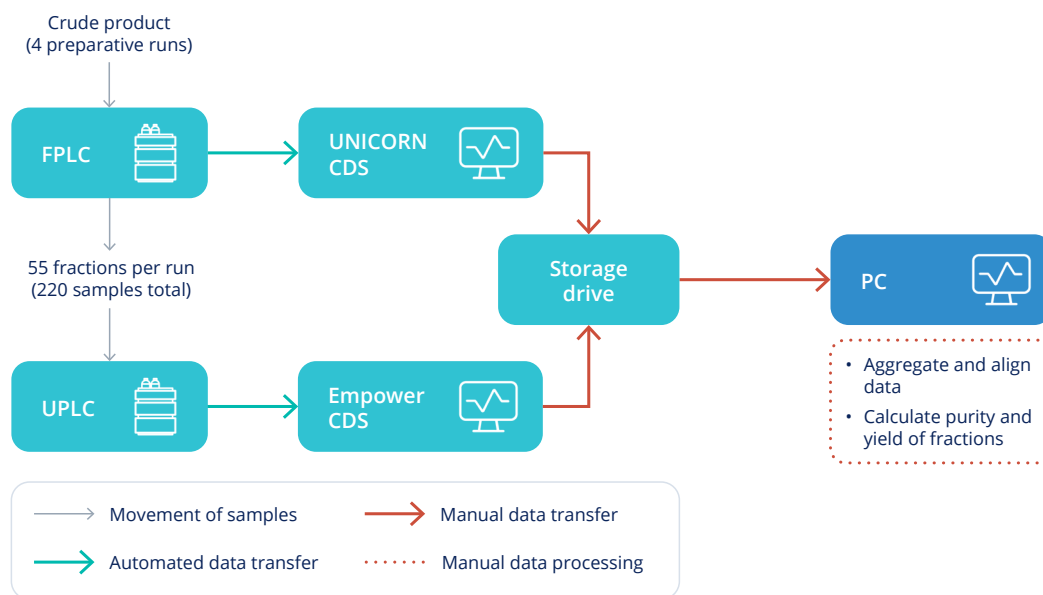 Crude product
(4 preparative runs)
FPLC
UNICORN
CDS
55 fractions per run
(220 samples total)
Storage
drive
PC
UPLC
Empower
CDS
• Aggregate and align
data
• Calculate purity and
yield of fractions
Movement of samples
Manual data transfer
Automated data transfer
Manual data processing